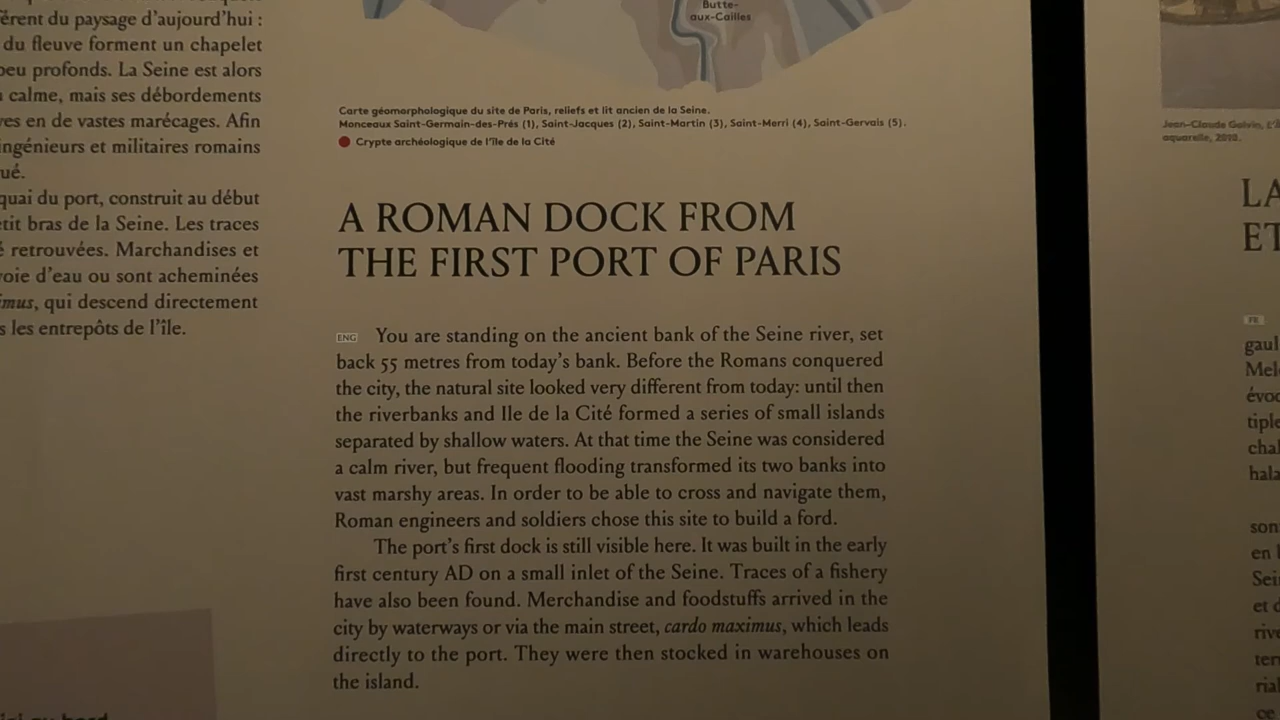 férent du paysage d'aujourd'hui :
du fleuve forment un chapelet
peu profonds. La Seine est alors
calme, mais ses débordements
en de vastes marécages. Afin
ingénieurs et militaires romains
quai du port, construit au début
bras de la Seine. Les traces
retrouvées. Marchandises et
voie d'eau ou sont acheminées
imus, qui descend directement
les entrepôts de l'île.
Butte-
aux-Cailles
Carte géomorphologique du site de Paris, reliefs et lit ancien de la Seine.
Monceaux Saint-Germain-des-Prés (1), Saint-Jacques (2), Saint-Martin (3), Saint-Merri (4), Saint-Gervais (5).
Crypte archéologique de l'île de la Cité
A ROMAN DOCK FROM
THE FIRST PORT OF PARIS
ENG You are standing on the ancient bank of the Seine river, set
back 55 metres from today's bank. Before the Romans conquered
the city, the natural site looked very different from today: until then
the riverbanks and Ile de la Cité formed a series of small islands
separated by shallow waters. At that time the Seine was considered
a calm river, but frequent flooding transformed its two banks into
vast marshy areas. In order to be able to cross and navigate them,
Roman engineers and soldiers chose this site to build a ford.
The port's first dock is still visible here. It was built in the early
first century AD on a small inlet of the Seine. Traces of a fishery
have also been found. Merchandise and foodstuffs arrived in the
city by waterways or via the main street, cardo maximus, which leads
directly to the port. They were then stocked in warehouses on
the island.
Jean-Claude Golvin,
aquarelle, 2010.
LA
ET
FR
gaul
évoc
tiple
son
en
et